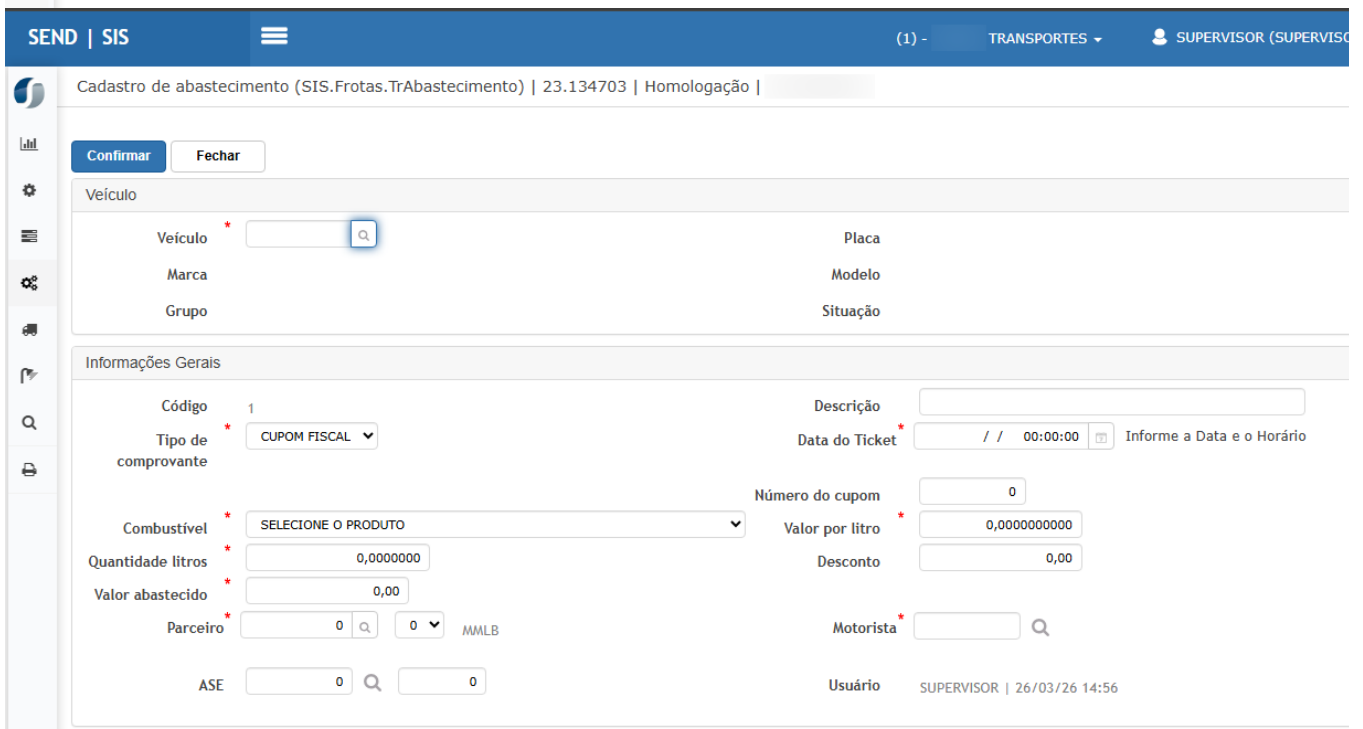 SEND | SIS
(1) - TRANSPORTES
SUPERVISOR (SUPERVISO
Cadastro de abastecimento (SIS.Frotas.TrAbastecimento) | 23.134703 | Homologação |
Confirmar Fechar
Veículo
Veículo * Placa
Marca Modelo
Grupo Situação
Informações Gerais
Código 1 Descrição
Tipo de comprovante * CUPOM FISCAL Data do Ticket * / / 00:00:00 Informe a Data e o Horário
Número do cupom 0
Combustível * SELECIONE O PRODUTO Valor por litro * 0,0000000000
Quantidade litros * 0,0000000 Desconto 0,00
Valor abastecido * 0,00
Parceiro * 0 0 MMLB Motorista *
ASE 0 0 Usuário SUPERVISOR | 26/03/26 14:56